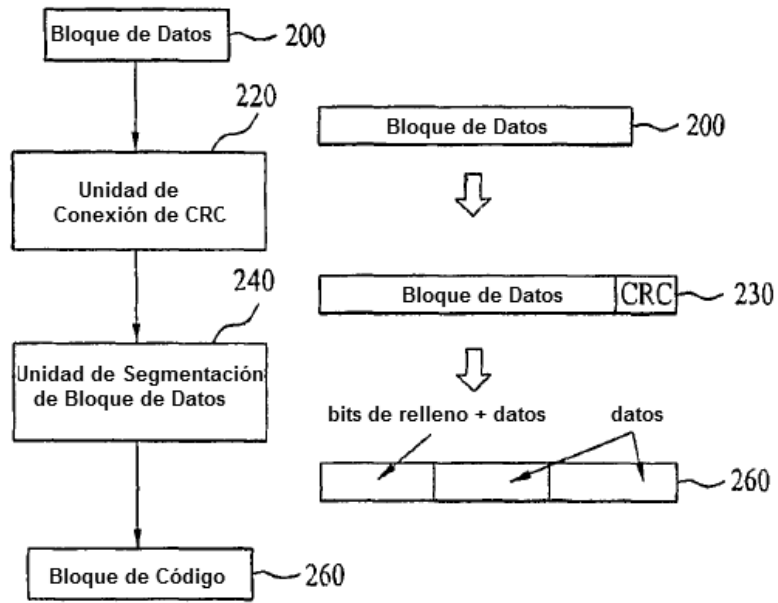 Bloque de Datos
200
220
Unidad de
Conexión de CRC
240
Unidad de Segmentación
de Bloque de Datos
Bloque de Código
260
Bloque de Datos
200
Bloque de Datos
CRC
230
bits de relleno + datos
datos
260